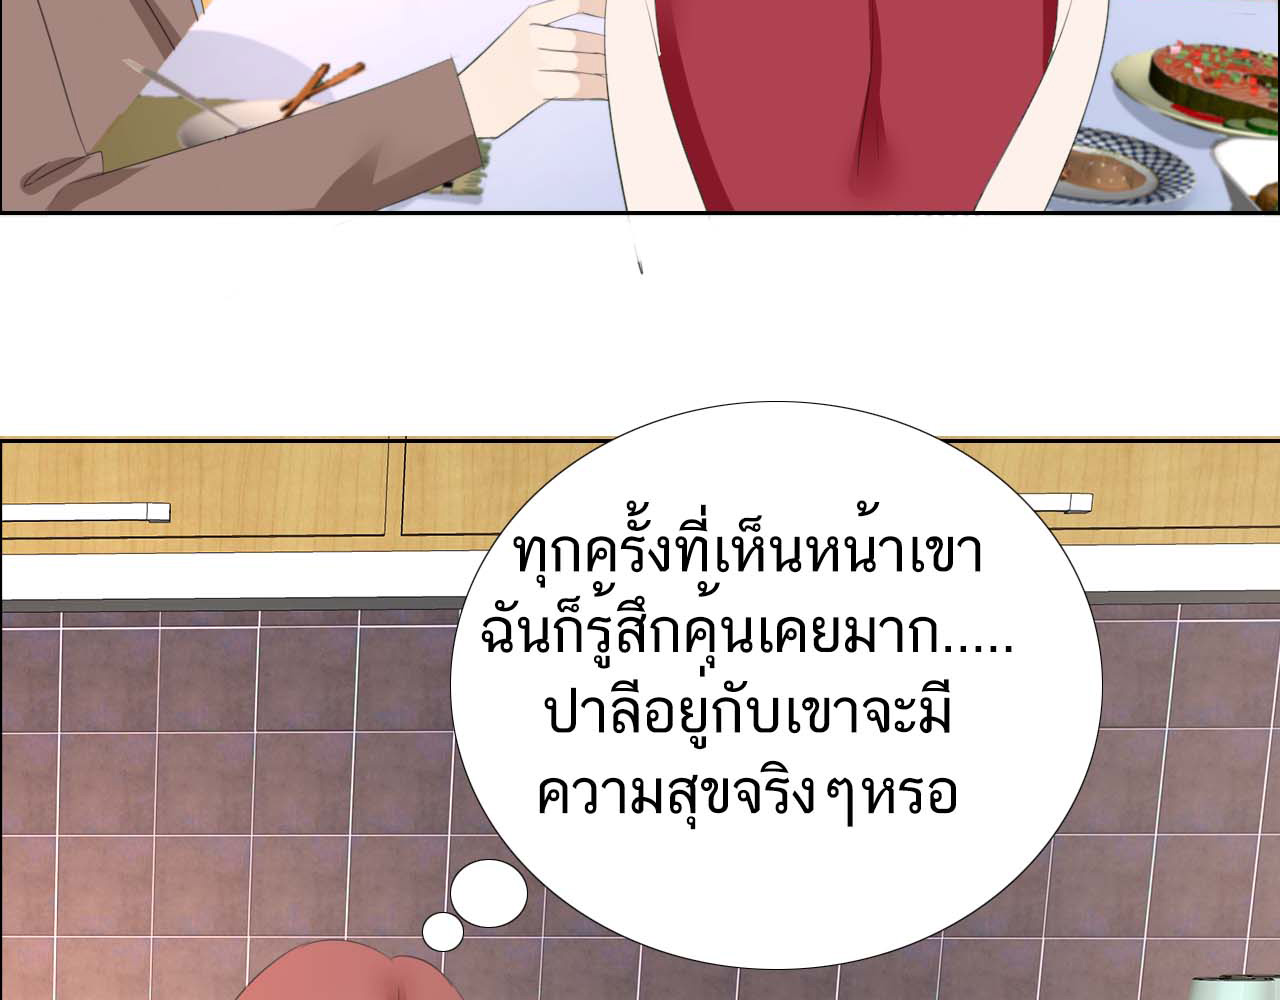 ทุกครั้งที่เห็นหน้าเขา
ฉันก็รู้สึกคุ้นเคยมาก.....
ปาลีอยู่กับเขาจะมี
ความสุขจริงๆหรอ